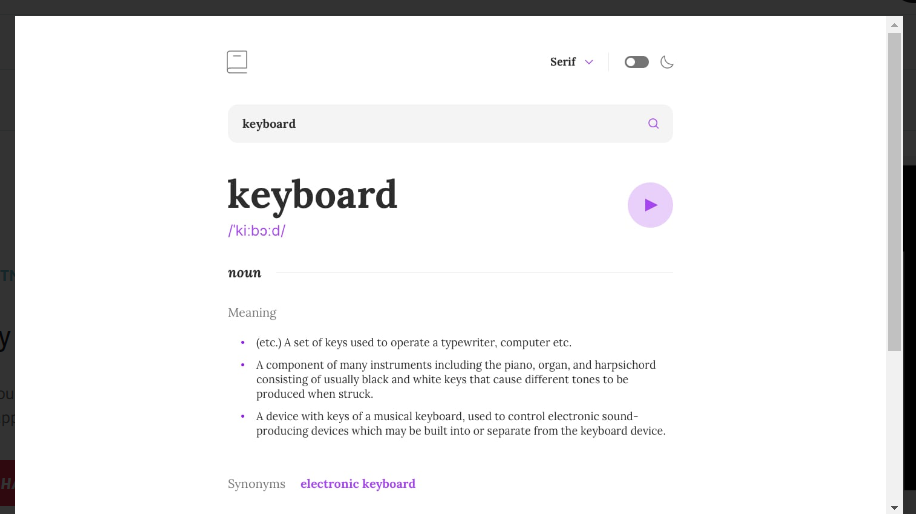 Serif
keyboard
keyboard
/ˈkiːbɔːd/
noun
Meaning
(etc.) A set of keys used to operate a typewriter, computer etc.
A component of many instruments including the piano, organ, and harpsichord
consisting of usually black and white keys that cause different tones to be
produced when struck.
A device with keys of a musical keyboard, used to control electronic sound-
producing devices which may be built into or separate from the keyboard device.
Synonyms electronic keyboard